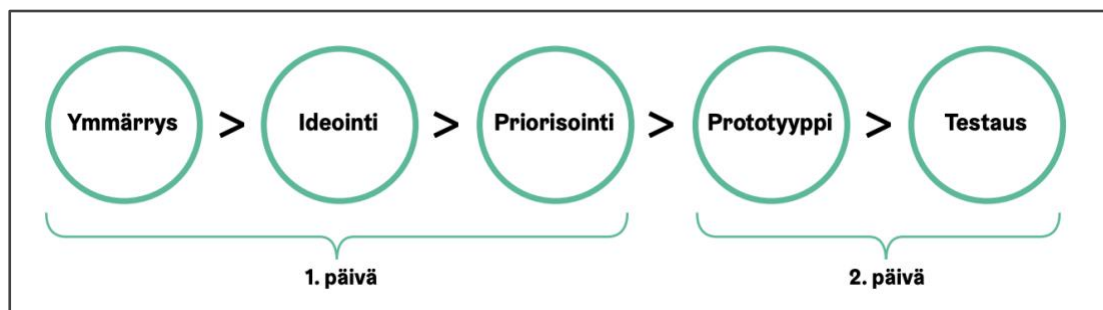 Ymmärrys > Ideointi > Priorisointi > Prototyyppi > Testaus
1. päivä 2. päivä